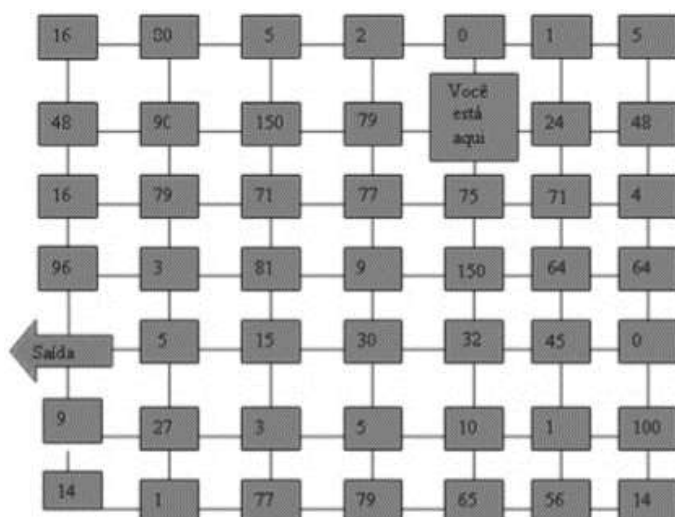 16 80 5 2 0 1 5
Você
está
aqui
48 90 150 79 24 48
16 79 71 77 75 71 4
96 3 81 9 150 64 64
Saída 5 15 30 32 45 0
9 27 3 5 10 1 100
14 1 77 79 65 56 14